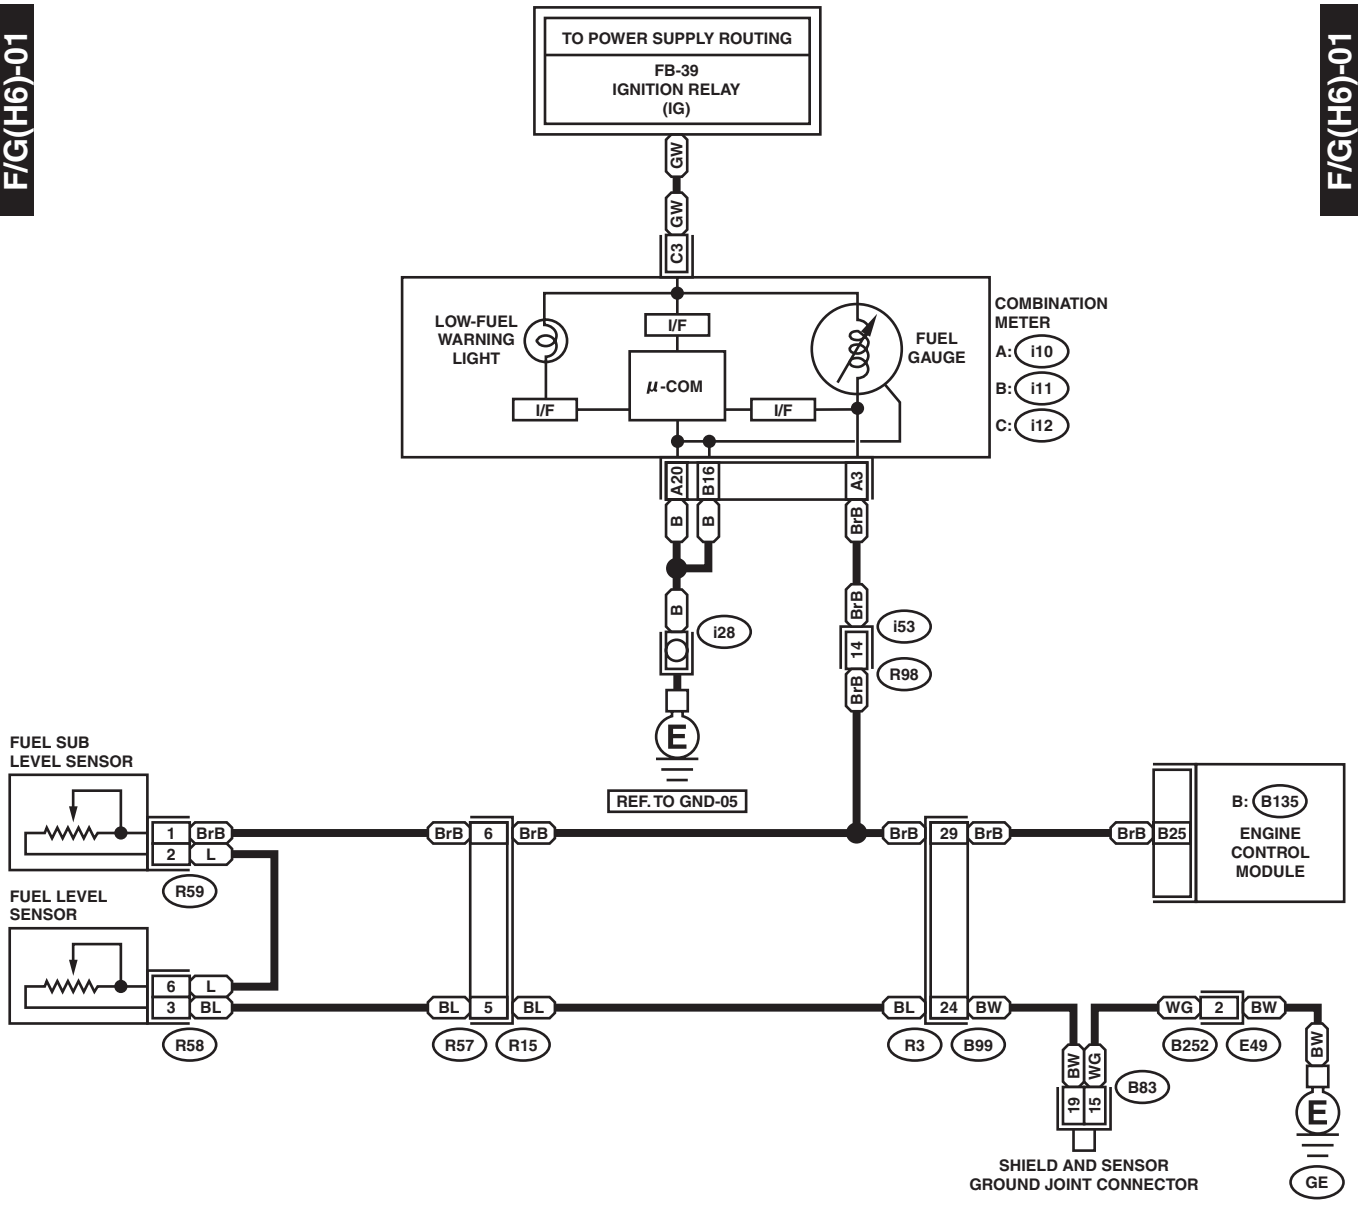 F/G(H6)-01
F/G(H6)-01
TO POWER SUPPLY ROUTING
FB-39
IGNITION RELAY
(IG)
GW
GW
C3
LOW-FUEL
WARNING
LIGHT
I/F
I/F
μ-COM
I/F
FUEL
GAUGE
COMBINATION
METER
A: i10
B: i11
C: i12
A20
B16
A3
B
B
BrB
B
BrB
i28
i53
14
R98
BrB
E
REF. TO GND-05
FUEL SUB
LEVEL SENSOR
1 BrB
2 L
R59
BrB 6 BrB
BrB 29 BrB
BrB B25
B: B135
ENGINE
CONTROL
MODULE
FUEL LEVEL
SENSOR
6 L
3 BL
R58
BL 5 BL
R57 R15
BL 24 BW
R3 B99
WG 2 BW
B252 E49
BW
WG
BW
19
15
B83
E
GE
SHIELD AND SENSOR
GROUND JOINT CONNECTOR